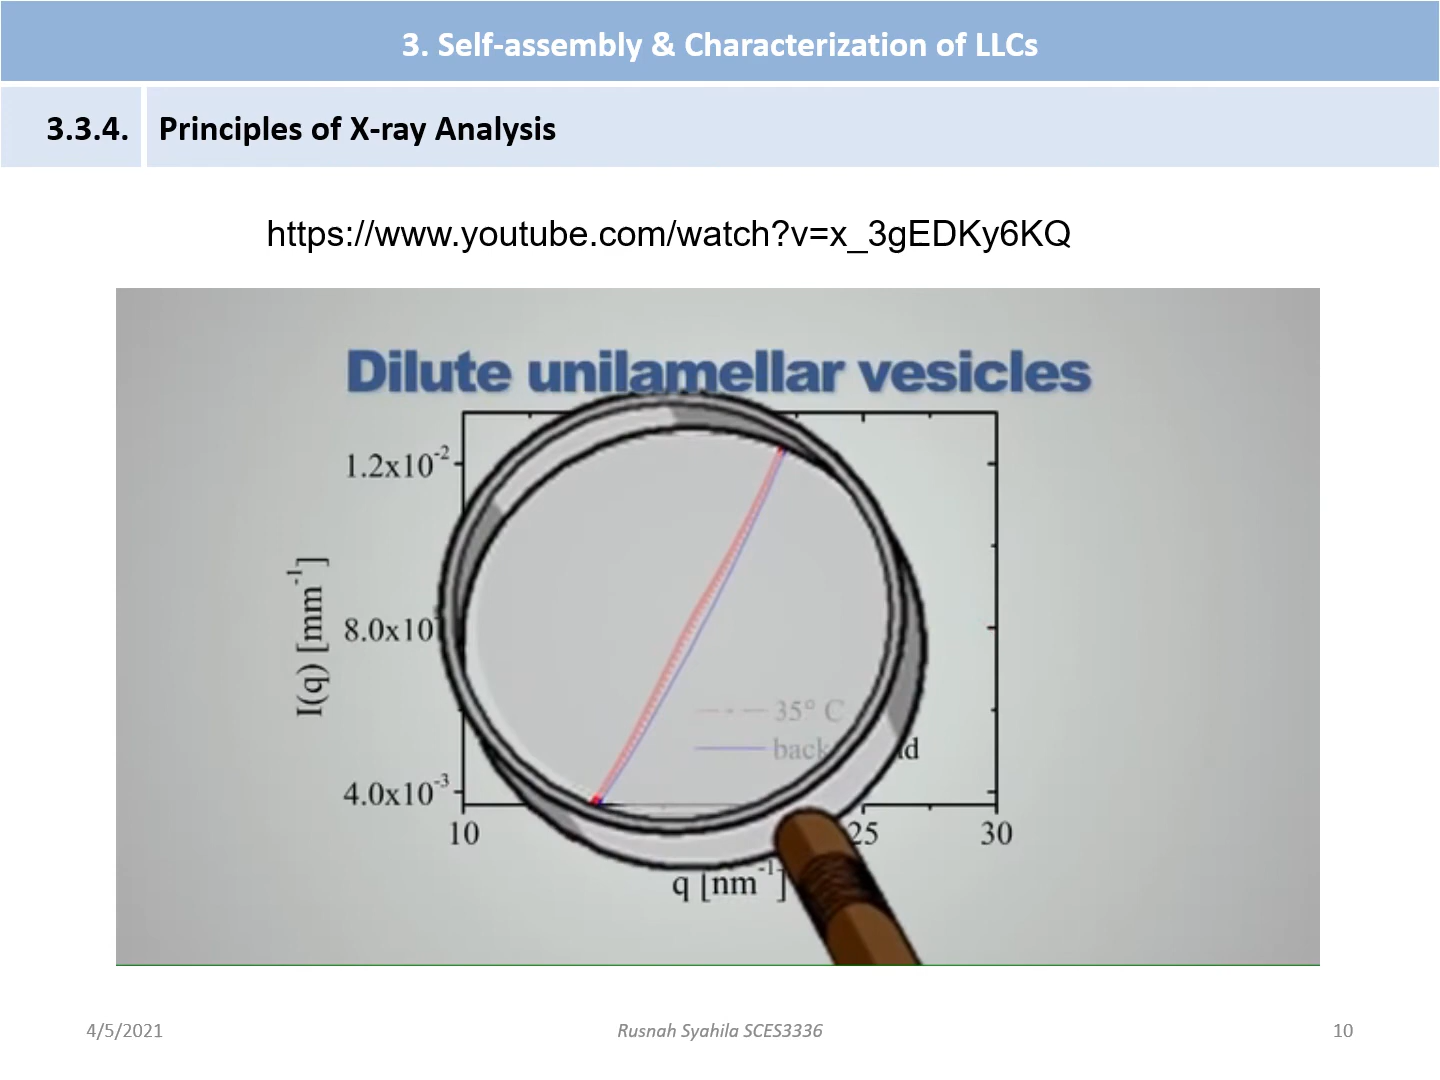 3. Self-assembly & Characterization of LLCs
3.3.4. Principles of X-ray Analysis
https://www.youtube.com/watch?v=x_3gEDKy6KQ
Dilute unilamellar vesicles
1.2x10⁻²
8.0x10
4.0x10⁻³
I(q) [mm⁻¹]
35° C
10 25 30
q [nm⁻¹]
4/5/2021 Rusnah Syahila SCES3336 10